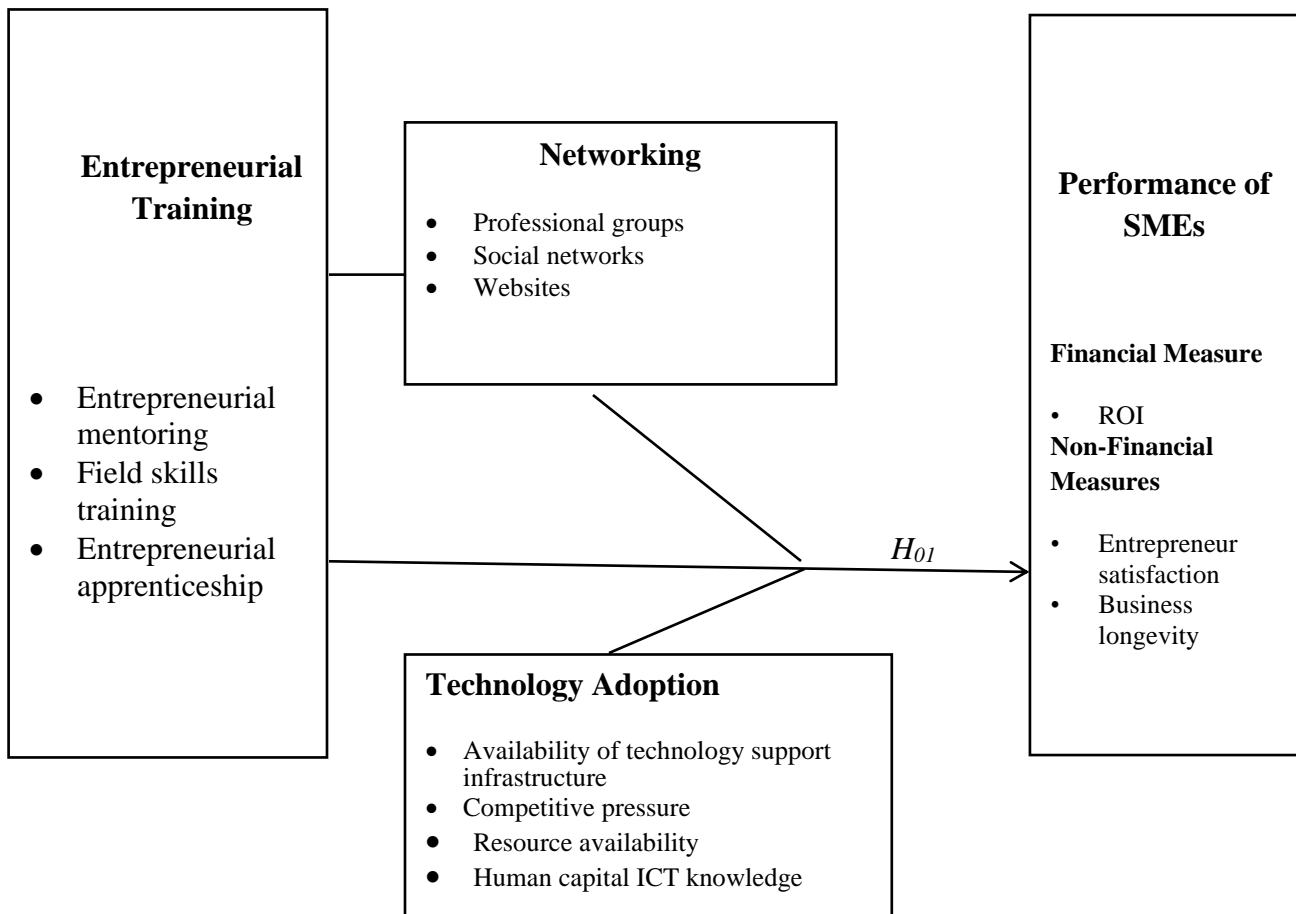 Entrepreneurial
Training
• Entrepreneurial
mentoring
• Field skills
training
• Entrepreneurial
apprenticeship
Networking
• Professional groups
• Social networks
• Websites
H01
Technology Adoption
• Availability of technology support
infrastructure
• Competitive pressure
• Resource availability
• Human capital ICT knowledge
Performance of
SMEs
Financial Measure
• ROI
Non-Financial
Measures
• Entrepreneur
satisfaction
• Business
longevity